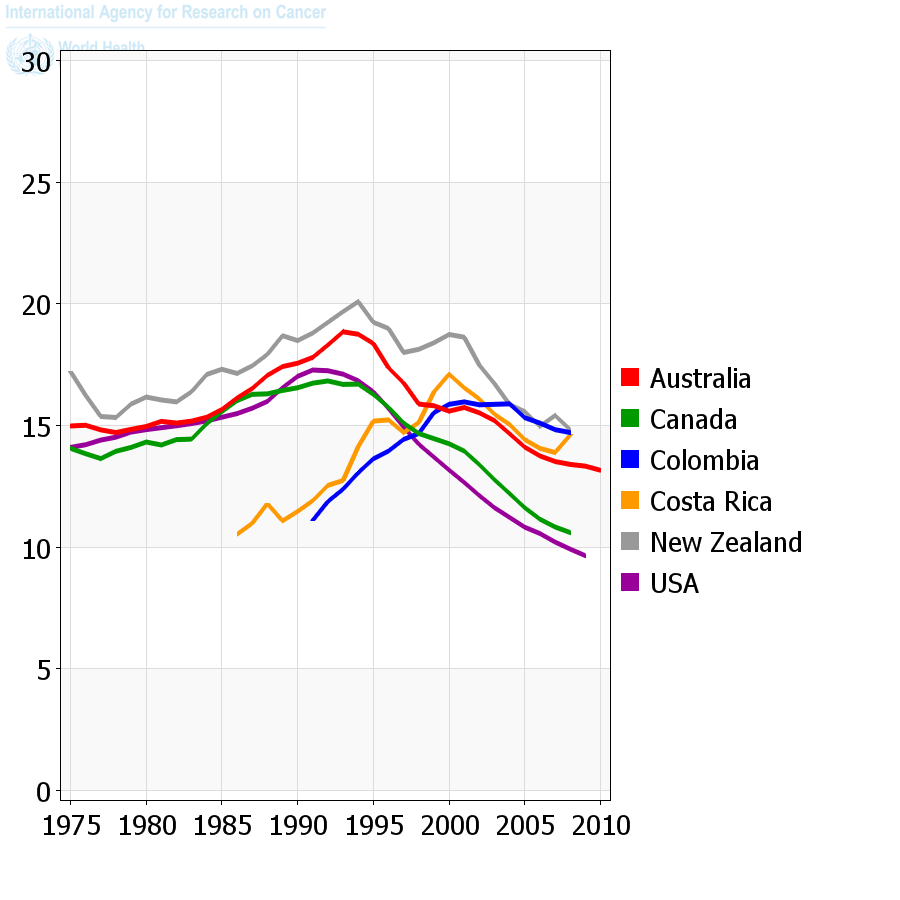 International Agency for Research on Cancer
World Health
30
25
20
15
10
5
0
1975 1980 1985 1990 1995 2000 2005 2010
Australia
Canada
Colombia
Costa Rica
New Zealand
USA